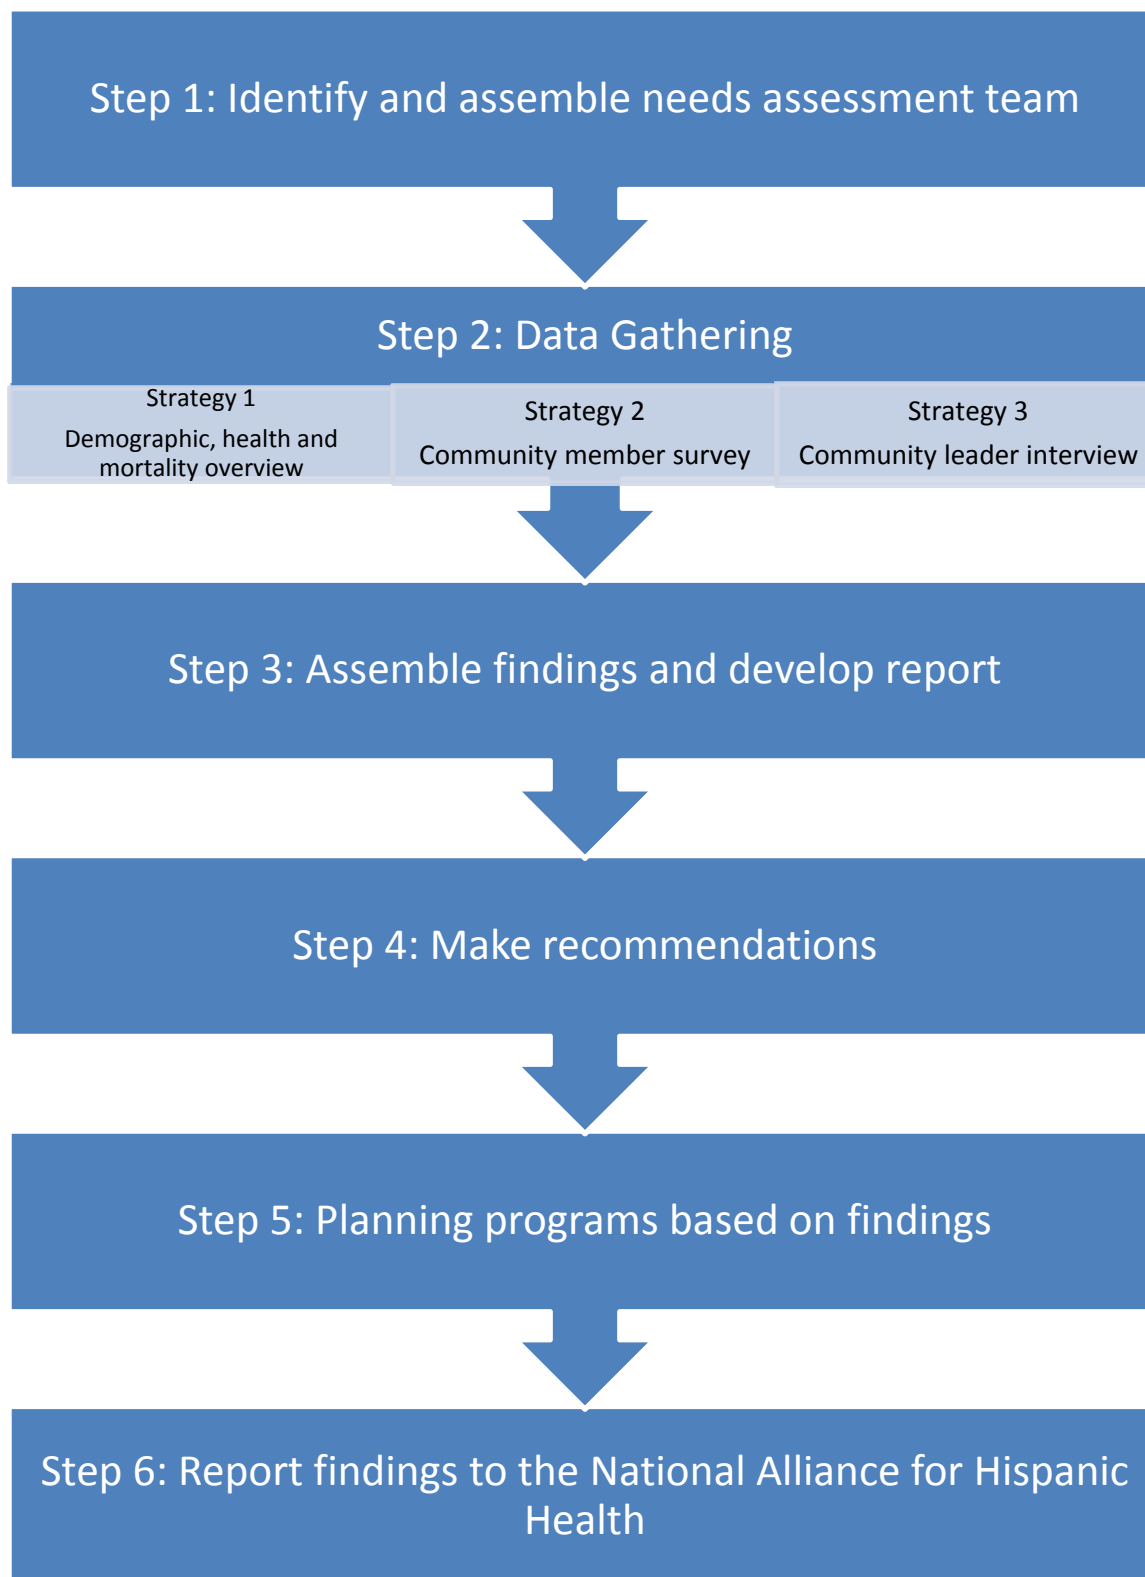 Step 1: Identify and assemble needs assessment team
Step 2: Data Gathering
Strategy 1
Demographic, health and
mortality overview
Strategy 2
Community member survey
Strategy 3
Community leader interview
Step 3: Assemble findings and develop report
Step 4: Make recommendations
Step 5: Planning programs based on findings
Step 6: Report findings to the National Alliance for Hispanic
Health